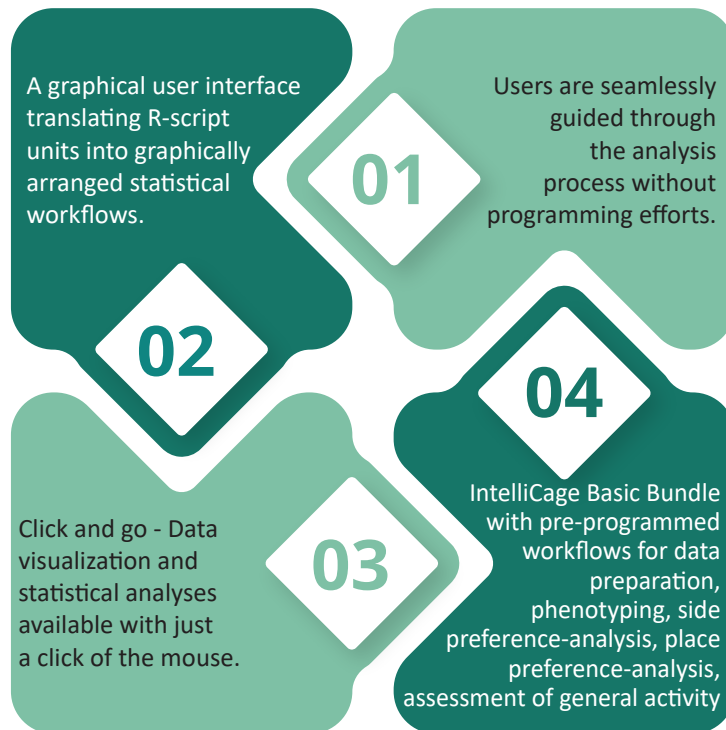 A graphical user interface
translating R-script
units into graphically
arranged statistical
workflows.
02
01
Users are seamlessly
guided through
the analysis
process without
programming efforts.
Click and go - Data
visualization and
statistical analyses
available with just
a click of the mouse.
03
04
IntelliCage Basic Bundle
with pre-programmed
workflows for data
preparation,
phenotyping, side
preference-analysis, place
preference-analysis,
assessment of general activity